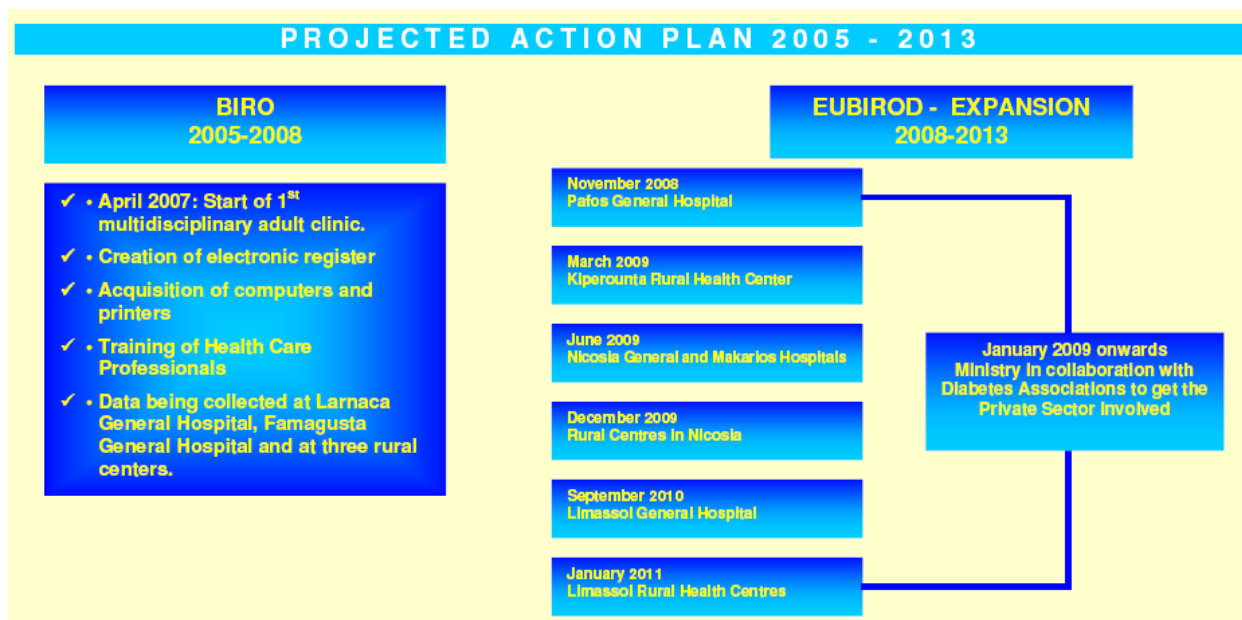 PROJECTED ACTION PLAN 2005 - 2013
BIRO
2005-2008
✓ • April 2007: Start of 1st
multidisciplinary adult clinic.
✓ • Creation of electronic register
✓ • Acquisition of computers and
printers
✓ • Training of Health Care
Professionals
✓ • Data being collected at Larnaca
General Hospital, Famagusta
General Hospital and at three rural
centers.
EUBIROD - EXPANSION
2008-2013
November 2008
Pafos General Hospital
March 2009
Kiperounta Rural Health Center
June 2009
Nicosia General and Makarios Hospitals
December 2009
Rural Centres in Nicosia
September 2010
Limassol General Hospital
January 2011
Limassol Rural Health Centres
January 2009 onwards
Ministry in collaboration with
Diabetes Associations to get the
Private Sector Involved